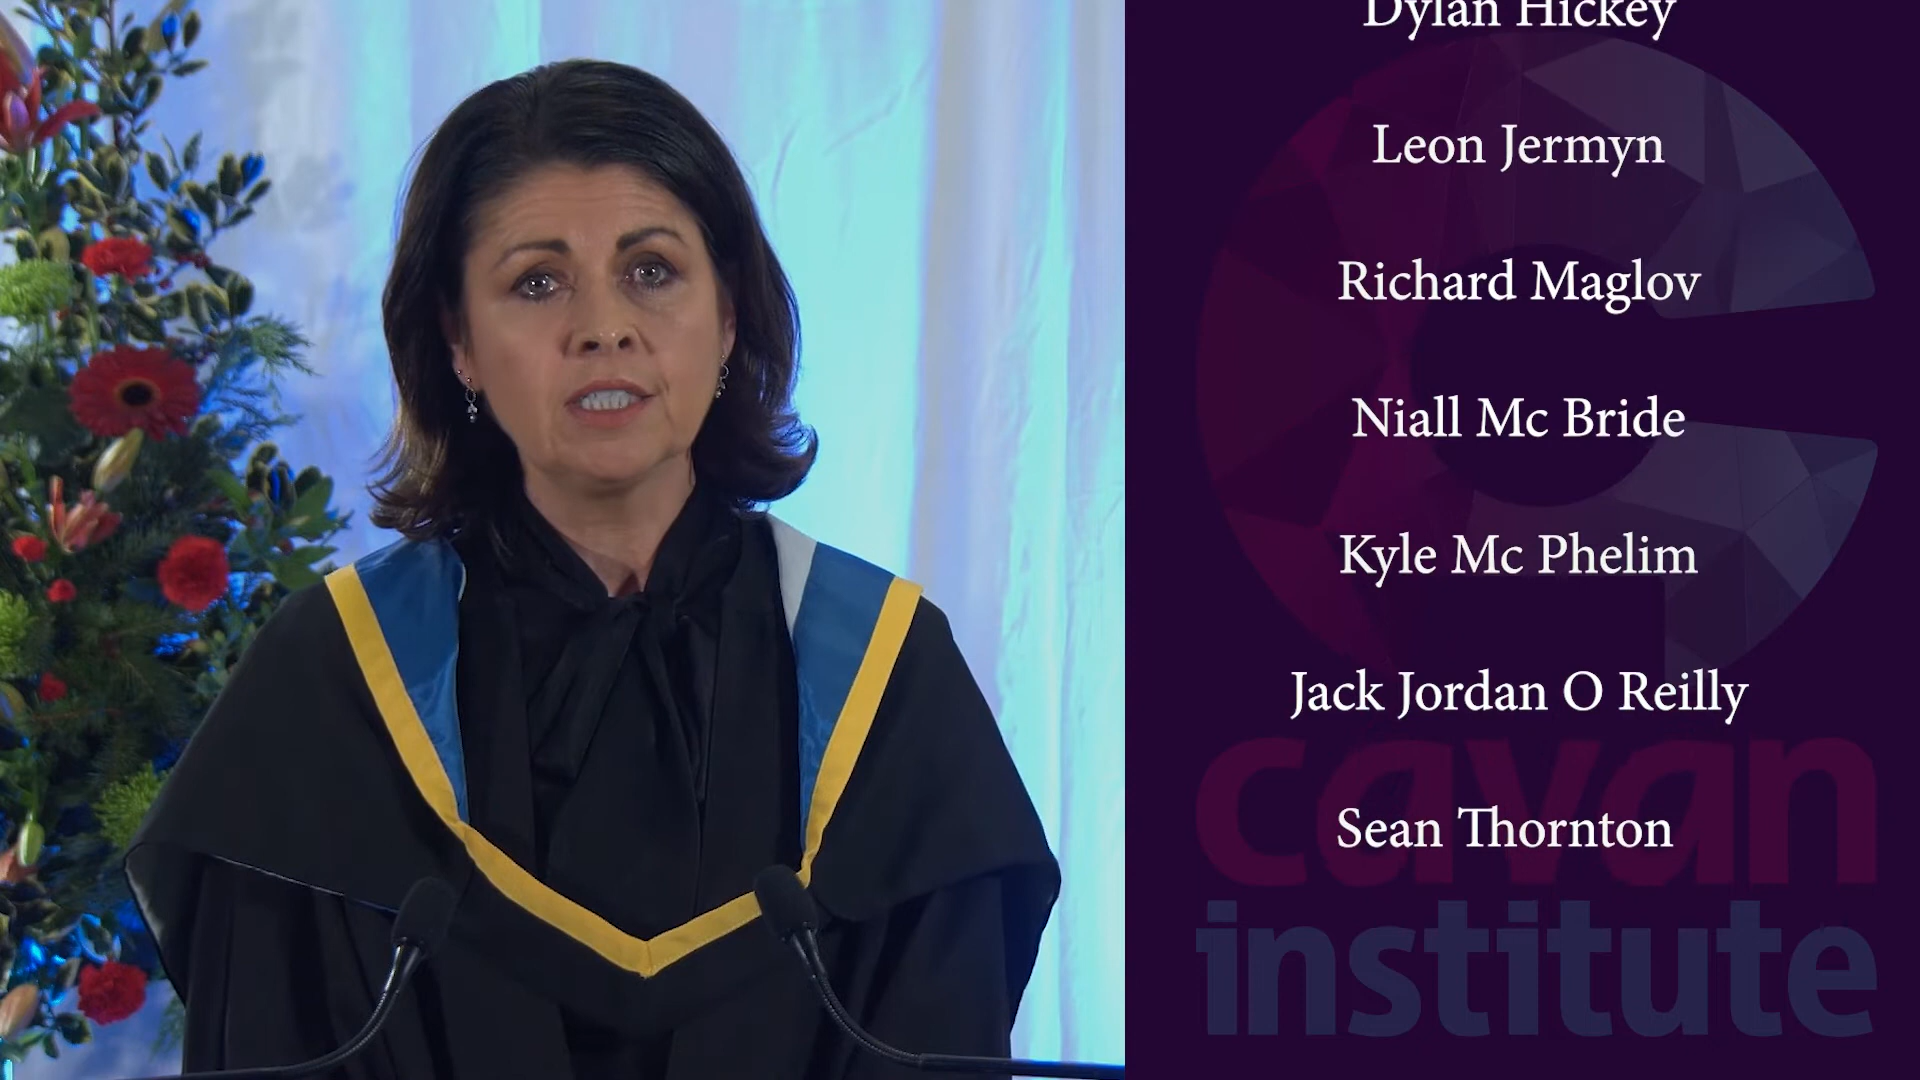 Dylan Hickey
Leon Jermyn
Richard Maglov
Niall Mc Bride
Kyle Mc Phelim
Jack Jordan O Reilly
Sean Thornton
cavan
institute